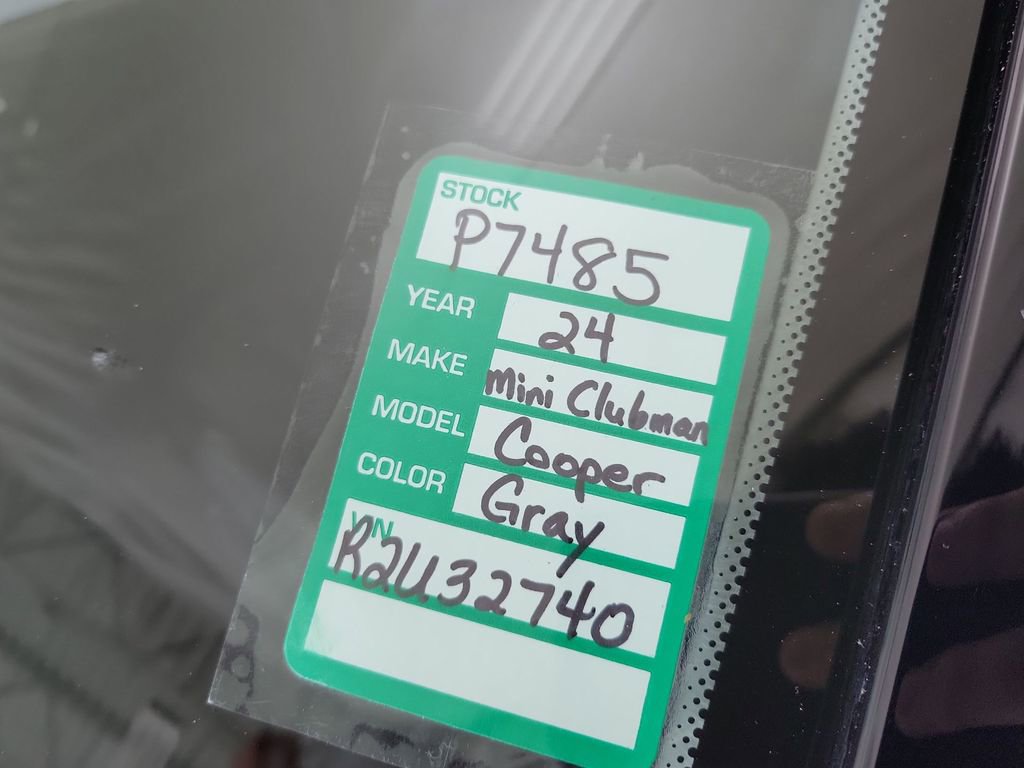 STOCK
P7485
YEAR 24
MAKE Mini Clubman
MODEL Cooper
COLOR Gray
VIN
R2U32740